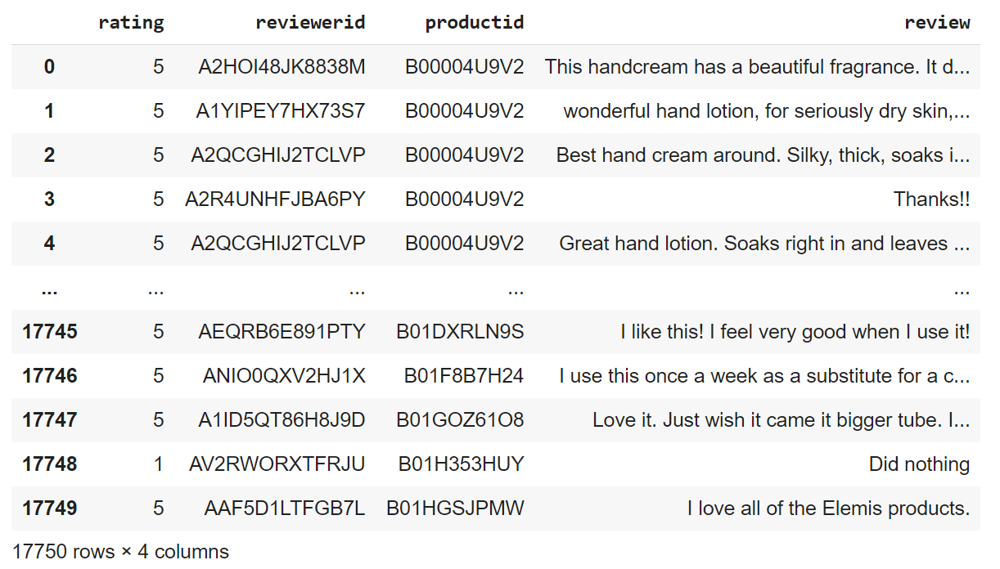 rating reviewerid productid review
0 5 A2HOI48JK8838M B00004U9V2 This handcream has a beautiful fragrance. It d...
1 5 A1YIPEY7HX73S7 B00004U9V2 wonderful hand lotion, for seriously dry skin,...
2 5 A2QCGHIJ2TCLVP B00004U9V2 Best hand cream around. Silky, thick, soaks i...
3 5 A2R4UNHFJBA6PY B00004U9V2 Thanks!!
4 5 A2QCGHIJ2TCLVP B00004U9V2 Great hand lotion. Soaks right in and leaves ...
... ... ... ... ...
17745 5 AEQRB6E891PTY B01DXRLN9S I like this! I feel very good when I use it!
17746 5 ANIO0QXV2HJ1X B01F8B7H24 I use this once a week as a substitute for a c...
17747 5 A1ID5QT86H8J9D B01GOZ61O8 Love it. Just wish it came it bigger tube. I...
17748 1 AV2RWORXTFRJU B01H353HUY Did nothing
17749 5 AAF5D1LTFGB7L B01HGSJPMW I love all of the Elemis products.
17750 rows × 4 columns